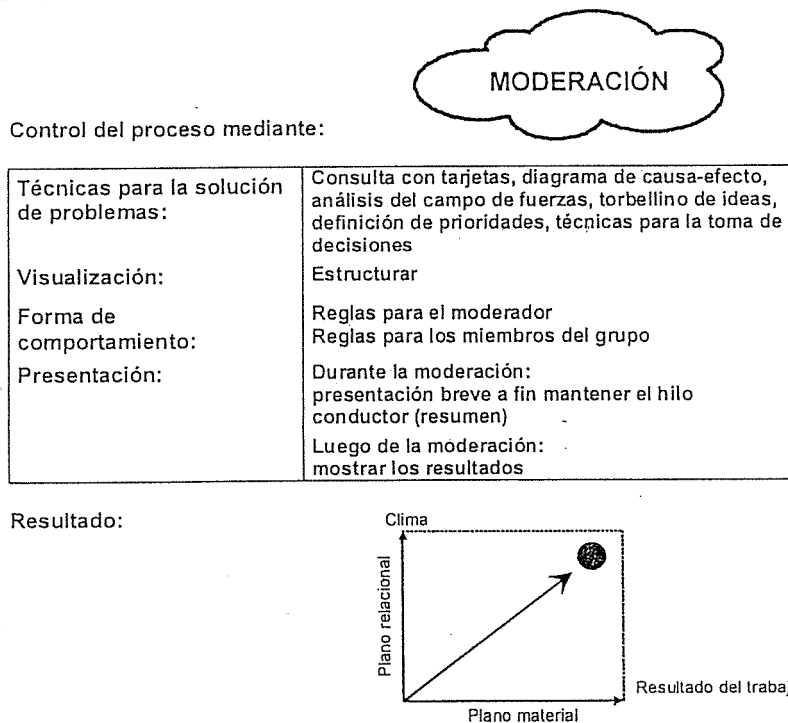 MODERACIÓN
Control del proceso mediante:
Técnicas para la solución
de problemas:
Consulta con tarjetas, diagrama de causa-efecto,
análisis del campo de fuerzas, torbellino de ideas,
definición de prioridades, técnicas para la toma de
decisiones
Visualización:
Estructurar
Forma de
comportamiento:
Reglas para el moderador
Reglas para los miembros del grupo
Presentación:
Durante la moderación:
presentación breve a fin mantener el hilo
conductor (resumen)
Luego de la moderación:
mostrar los resultados
Resultado:
Clima
Plano relacional
Resultado del trabaj
Plano material